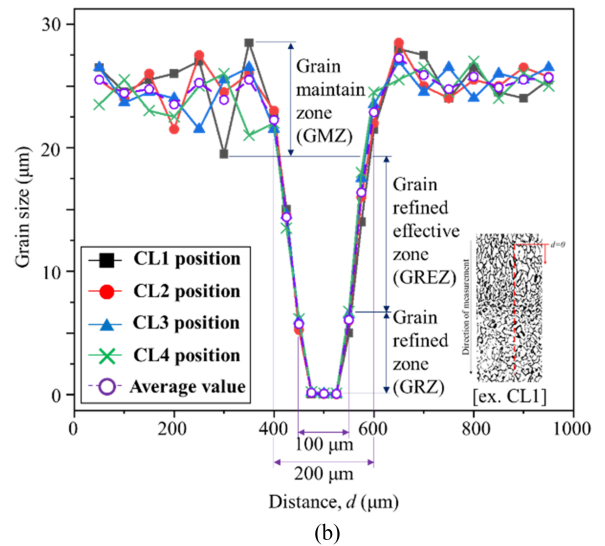 (b)
30
20
10
0
Grain size (μm)
Grain
maintain
zone
(GMZ)
Grain
refined
effective
zone
(GREZ)
Grain
refined
zone
(GRZ)
CL1 position
CL2 position
CL3 position
CL4 position
Average value
Direction of measurement
d=0
[ex. CL1]
0 200 400 600 800 1000
100 μm
200 μm
Distance, d (μm)
(b)